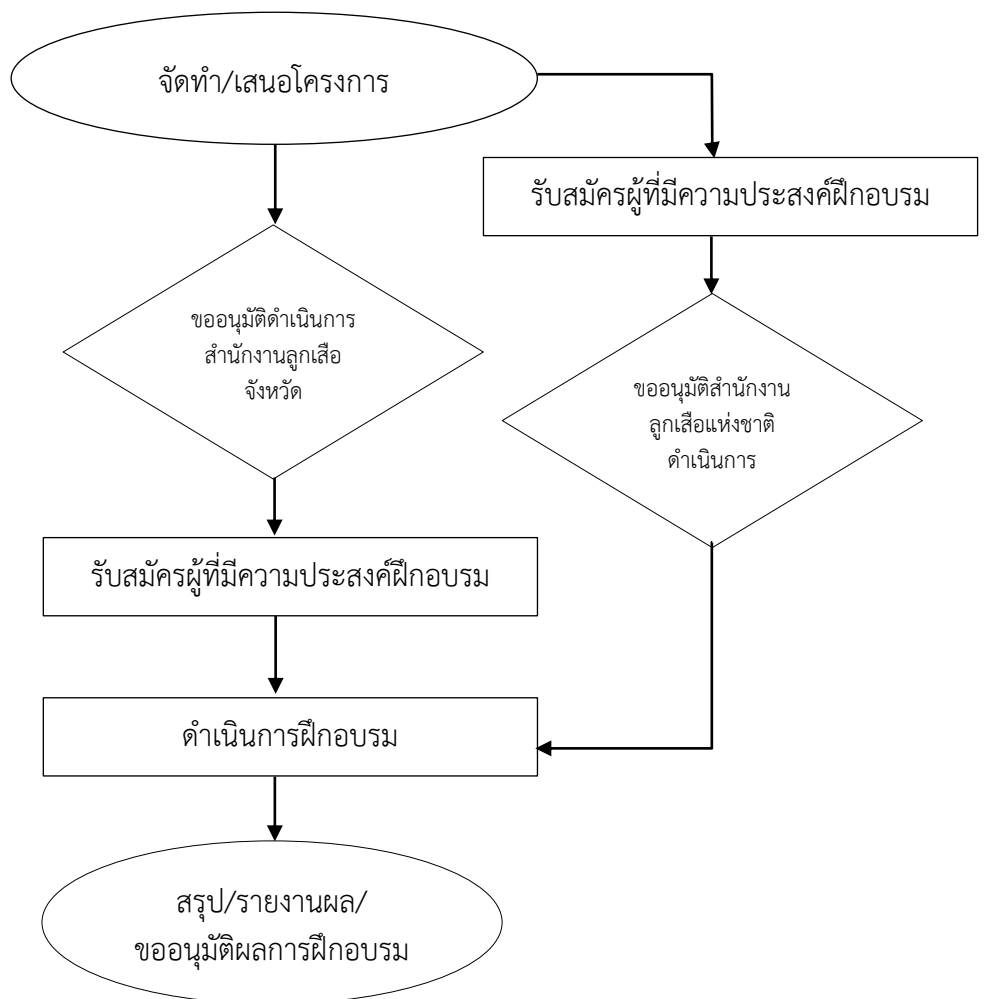 จัดทำ/เสนอโครงการ
รับสมัครผู้ที่มีความประสงค์ฝึกอบรม
ขออนุมัติดำเนินการ
สำนักงานลูกเสือ
จังหวัด
ขออนุมัติสำนักงาน
ลูกเสือแห่งชาติ
ดำเนินการ
รับสมัครผู้ที่มีความประสงค์ฝึกอบรม
ดำเนินการฝึกอบรม
สรุป/รายงานผล/
ขออนุมัติผลการฝึกอบรม